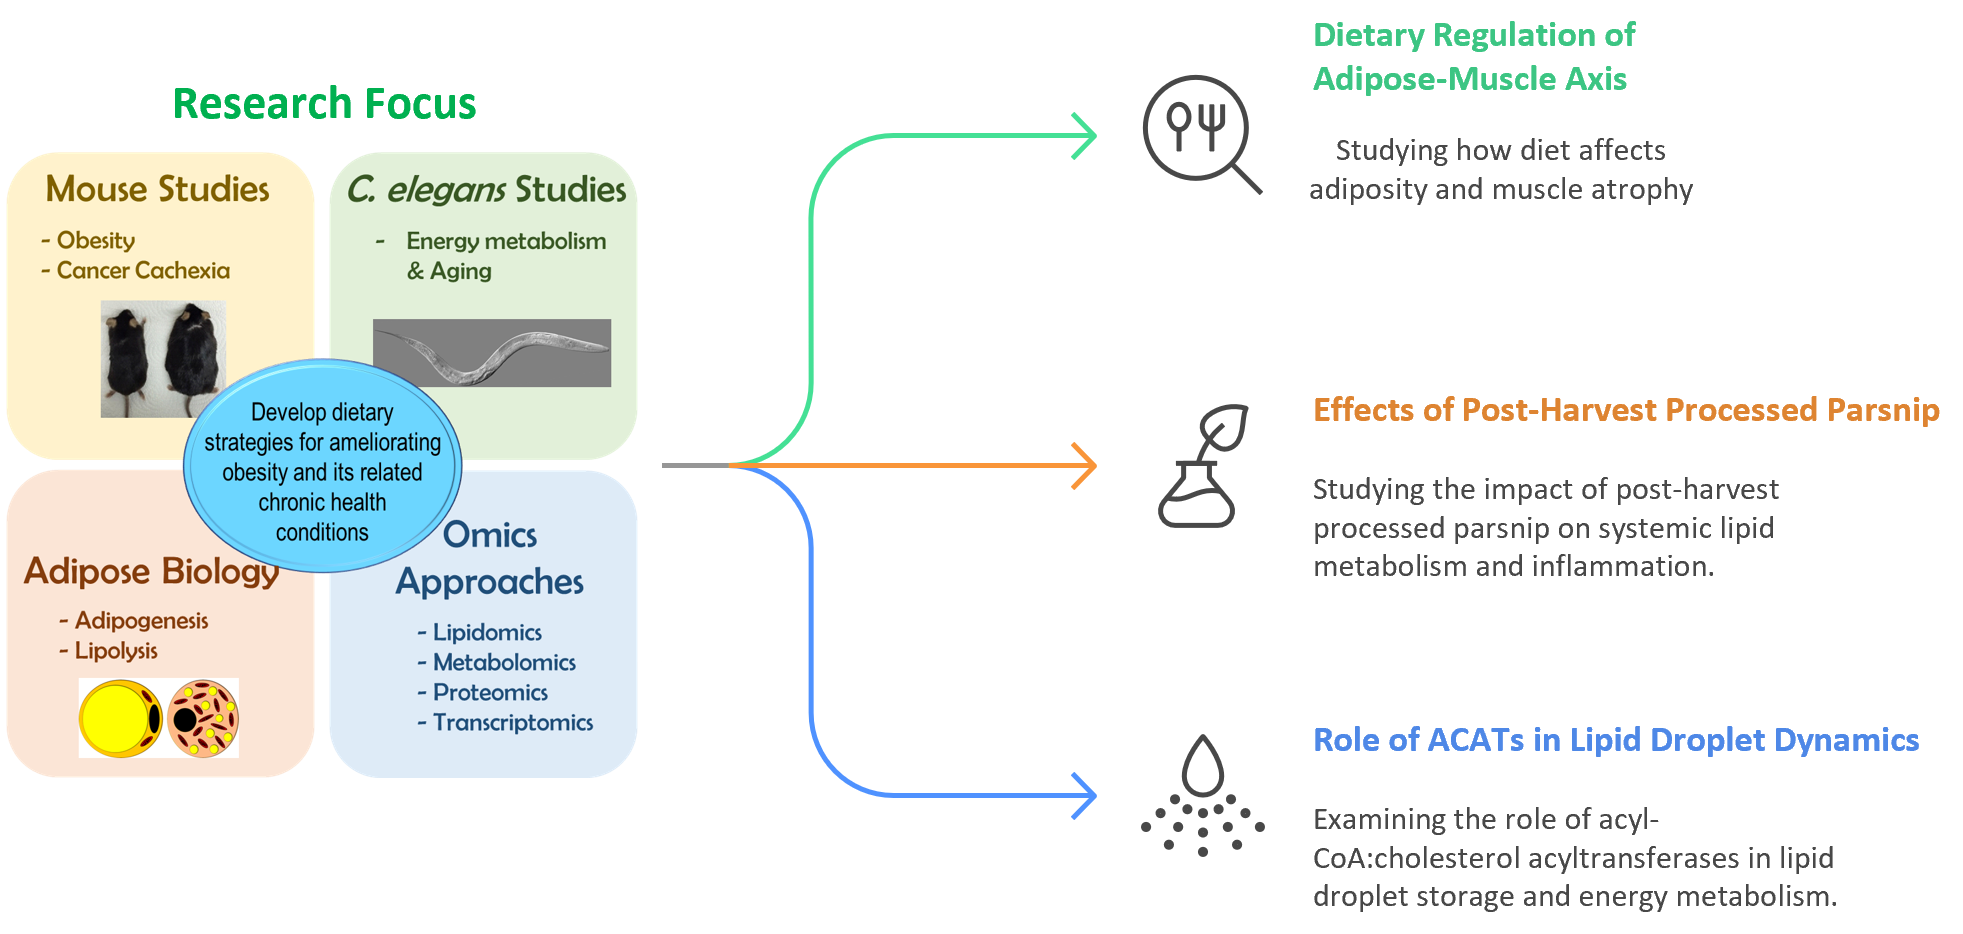 Research Focus
Mouse Studies
- Obesity
- Cancer Cachexia
C. elegans Studies
- Energy metabolism
& Aging
Develop dietary
strategies for ameliorating
obesity and its related
chronic health
conditions
Adipose Biology
- Adipogenesis
- Lipolysis
Omics
Approaches
- Lipidomics
- Metabolomics
- Proteomics
- Transcriptomics
Dietary Regulation of
Adipose-Muscle Axis
Studying how diet affects
adiposity and muscle atrophy
Effects of Post-Harvest Processed Parsnip
Studying the impact of post-harvest
processed parsnip on systemic lipid
metabolism and inflammation.
Role of ACATs in Lipid Droplet Dynamics
Examining the role of acyl-
CoA:cholesterol acyltransferases in lipid
droplet storage and energy metabolism.